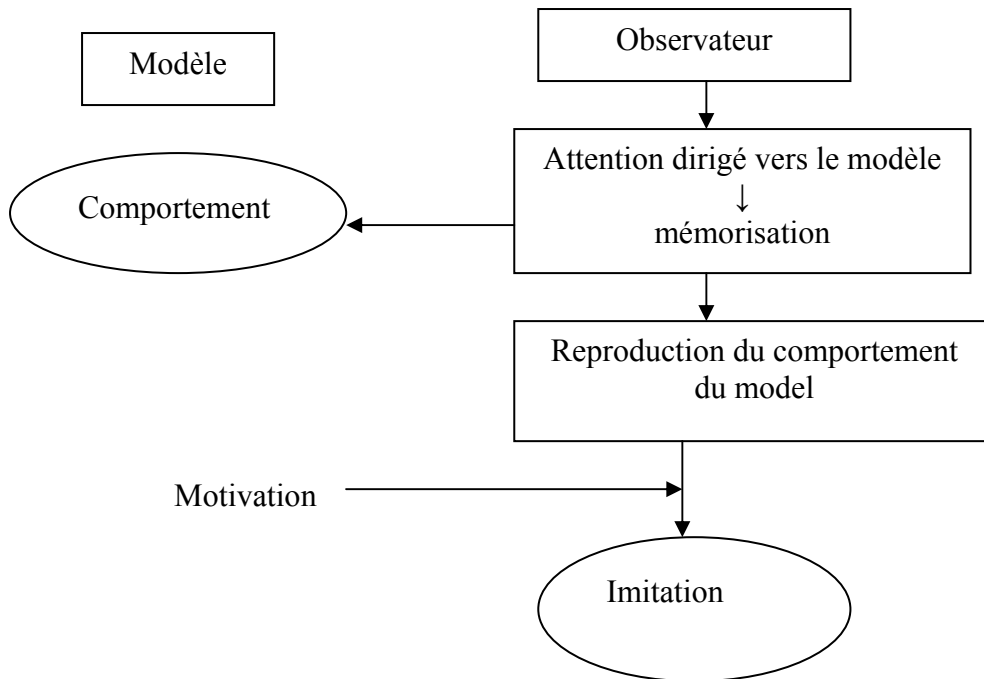 Modèle
Observateur
Comportement
Attention dirigé vers le modèle
↓
mémorisation
Reproduction du comportement
du model
Motivation
Imitation